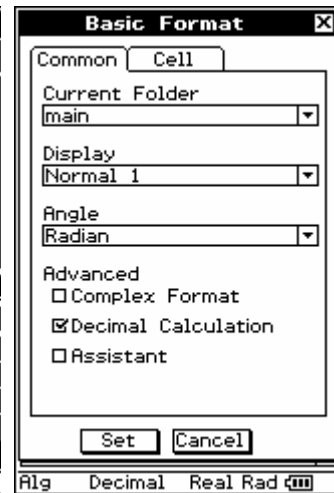 Basic Format
Common Cell
Current Folder
main
Display
Normal 1
Angle
Radian
Advanced
Complex Format
Decimal Calculation
Assistant
Set Cancel
Alg Decimal Real Rad